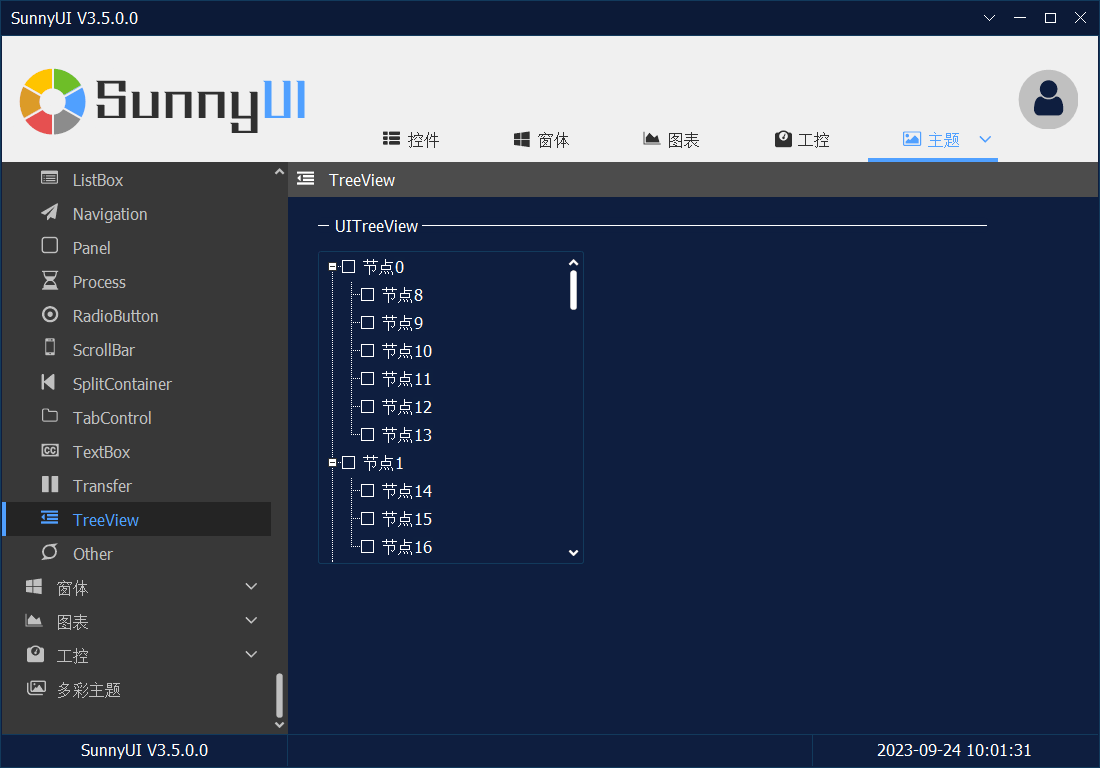 SunnyUI V3.5.0.0
SunnyUI
控件 窗体 图表 工控 主题
ListBox
Navigation
Panel
Process
RadioButton
ScrollBar
SplitContainer
TabControl
CC TextBox
Transfer
TreeView
Other
窗体
图表
工控
多彩主题
TreeView
UITreeView
节点0
节点8
节点9
节点10
节点11
节点12
节点13
节点1
节点14
节点15
节点16
SunnyUI V3.5.0.0
2023-09-24 10:01:31